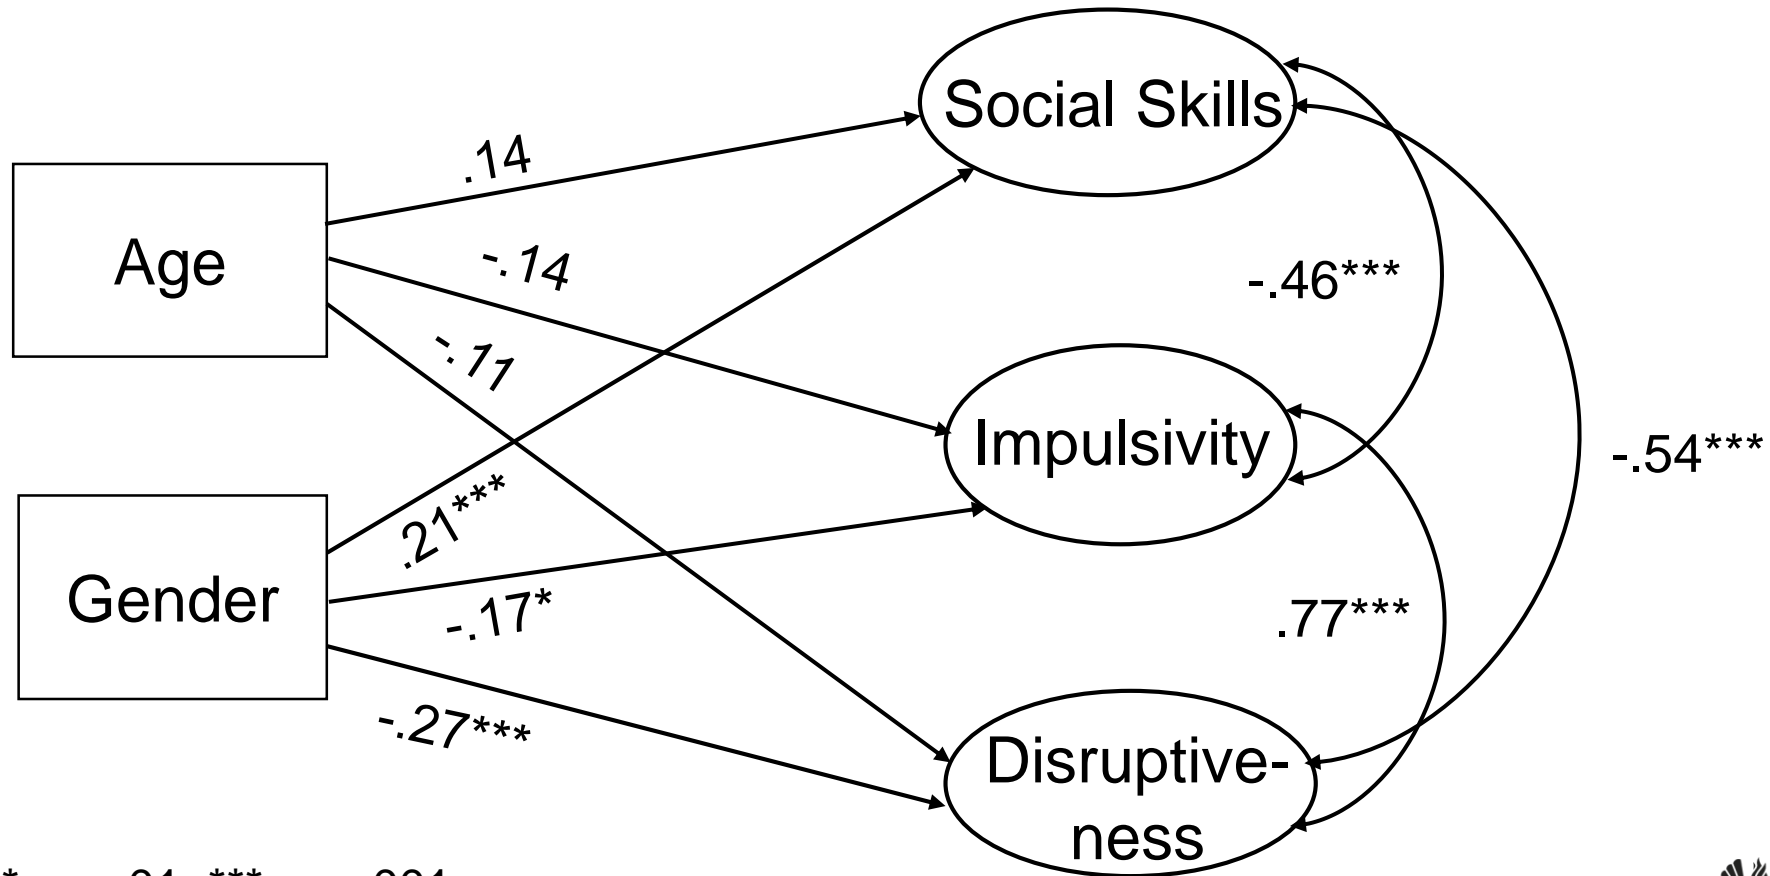 Social Skills
.14
Age
-.14
-.46***
-.11
Impulsivity
-.54***
.21***
Gender
-.17*
.77***
-.27***
Disruptive-
ness